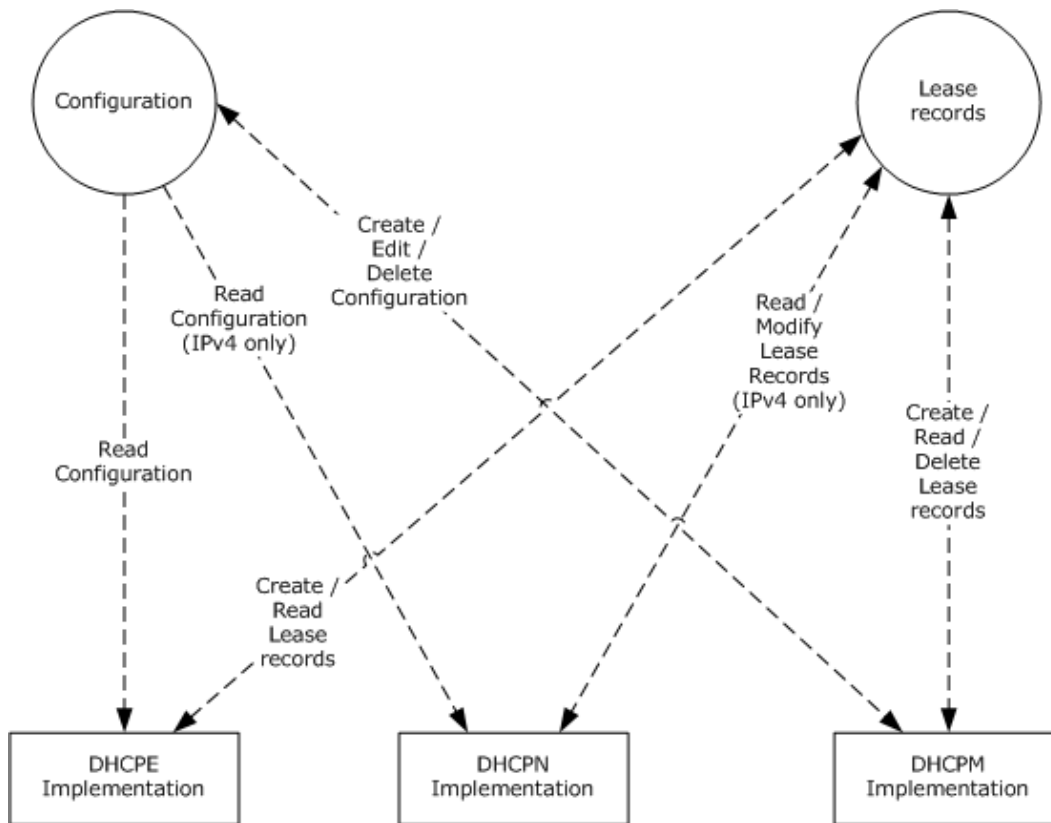 Configuration
Lease
records
Create /
Edit /
Delete
Configuration
Read
Configuration
(IPv4 only)
Read /
Modify
Lease
Records
(IPv4 only)
Read
Configuration
Create /
Read /
Delete
Lease
records
Create /
Read
Lease
records
DHCPE
Implementation
DHCPN
Implementation
DHCPM
Implementation